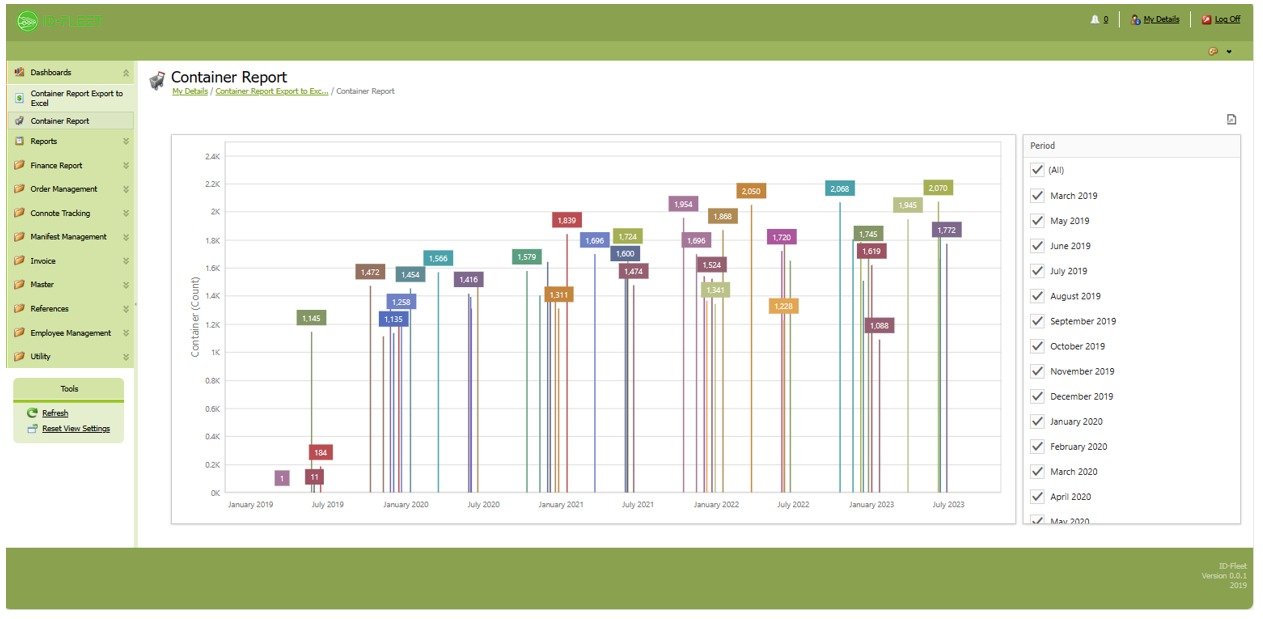 ID-FLEET
0
My Details
Log Off
Dashboards
Container Report Export to
Excel
Container Report
Reports
Finance Report
Order Management
Connote Tracking
Manifest Management
Invoice
Master
References
Employee Management
Utility
Tools
Refresh
Reset View Settings
Container Report
My Details / Container Report Export to Exc... / Container Report
Container (Count)
2.4K
2.2K
2K
1.8K
1.6K
1.4K
1.2K
1K
0.8K
0.6K
0.4K
0.2K
0K
1
1,145
11
184
1,472
1,135
1,258
1,454
1,566
1,416
1,579
1,311
1,839
1,696
1,724
1,600
1,474
1,954
1,696
1,524
1,341
1,868
2,050
1,720
1,228
2,068
1,745
1,619
1,088
1,945
2,070
1,772
January 2019
July 2019
January 2020
July 2020
January 2021
July 2021
January 2022
July 2022
January 2023
July 2023
Period
(All)
March 2019
May 2019
June 2019
July 2019
August 2019
September 2019
October 2019
November 2019
December 2019
January 2020
February 2020
March 2020
April 2020
May 2020
ID-Fleet
Version 0.0.1
2019